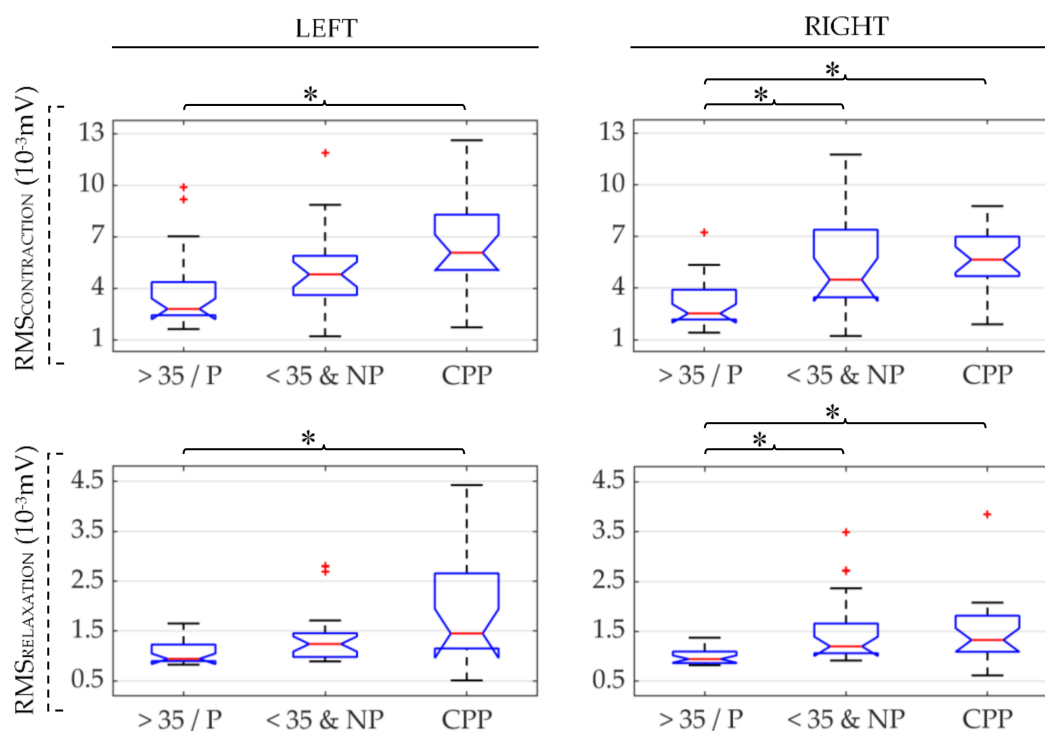 LEFT
RIGHT
*
*
*
RMSCONTRACTION (10-3mV)
13
10
7
4
1
> 35 / P
< 35 & NP
CPP
13
10
7
4
1
> 35 / P
< 35 & NP
CPP
*
*
*
RMSRELAXATION (10-3mV)
4.5
3.5
2.5
1.5
0.5
> 35 / P
< 35 & NP
CPP
4.5
3.5
2.5
1.5
0.5
> 35 / P
< 35 & NP
CPP